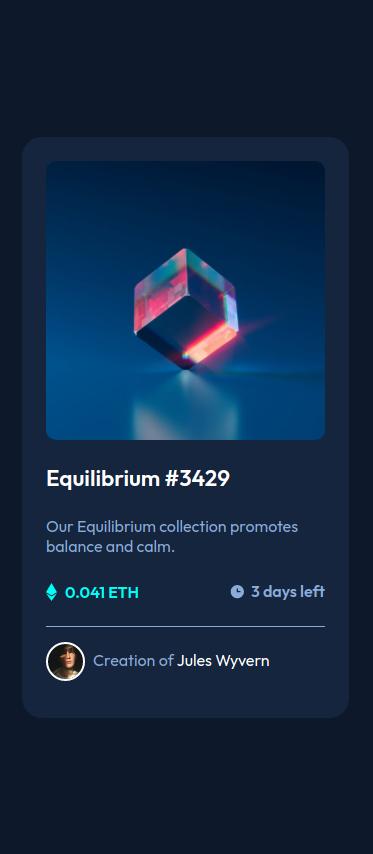 Equilibrium #3429
Our Equilibrium collection promotes
balance and calm.
0.041 ETH
3 days left
Creation of Jules Wyvern